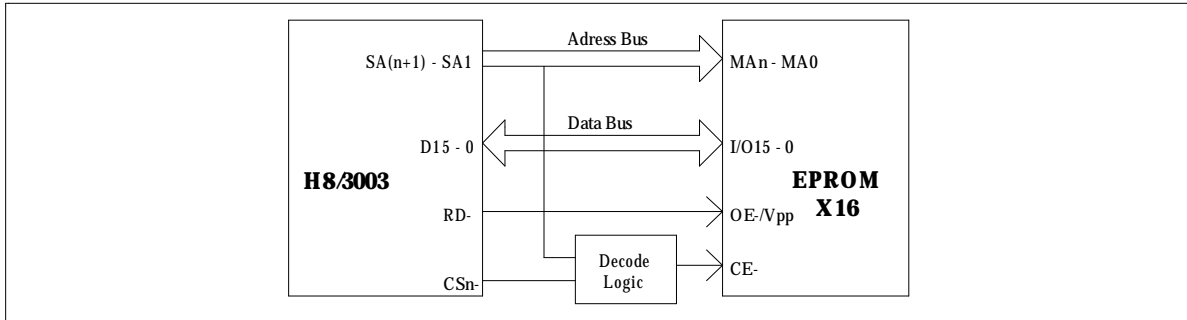 Adress Bus
SA(n+1) - SA1
MAn - MA0
Data Bus
D15 - 0
I/O15 - 0
H8/3003
EPROM
X16
RD-
OE-/Vpp
Decode
Logic
CSn-
CE-